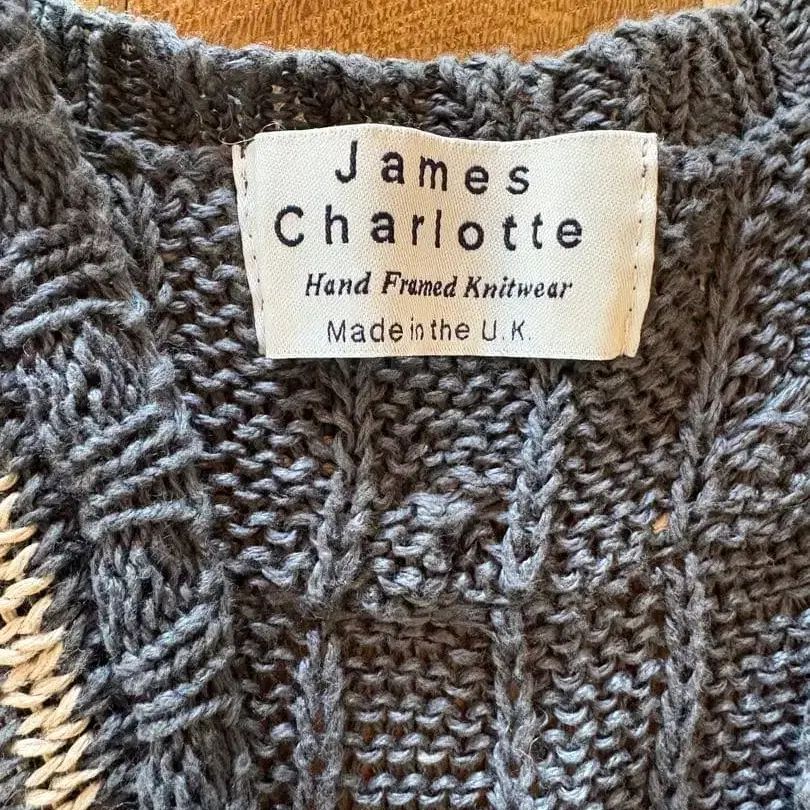 James
Charlotte
Hand Framed Knitwear
Made in the U.K.